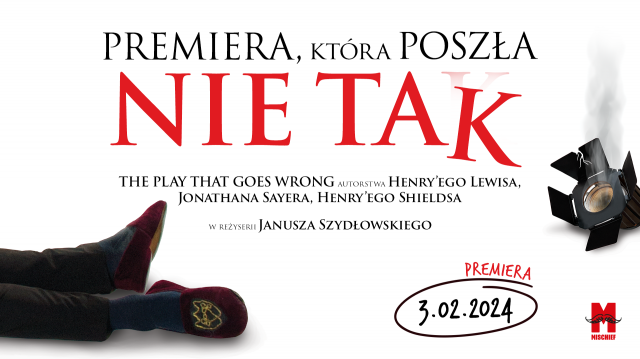 PREMIERA, KTÓRA POSZŁA
NIE TAK
THE PLAY THAT GOES WRONG AUTORSTWA HENRY'EGO LEWISA,
JONATHANA SAYERA, HENRY'EGO SHIELDSA
W REŻYSERII JANUSZA SZYDŁOWSKIEGO
PREMIERA
3.02.2024
M
MISCHIEF